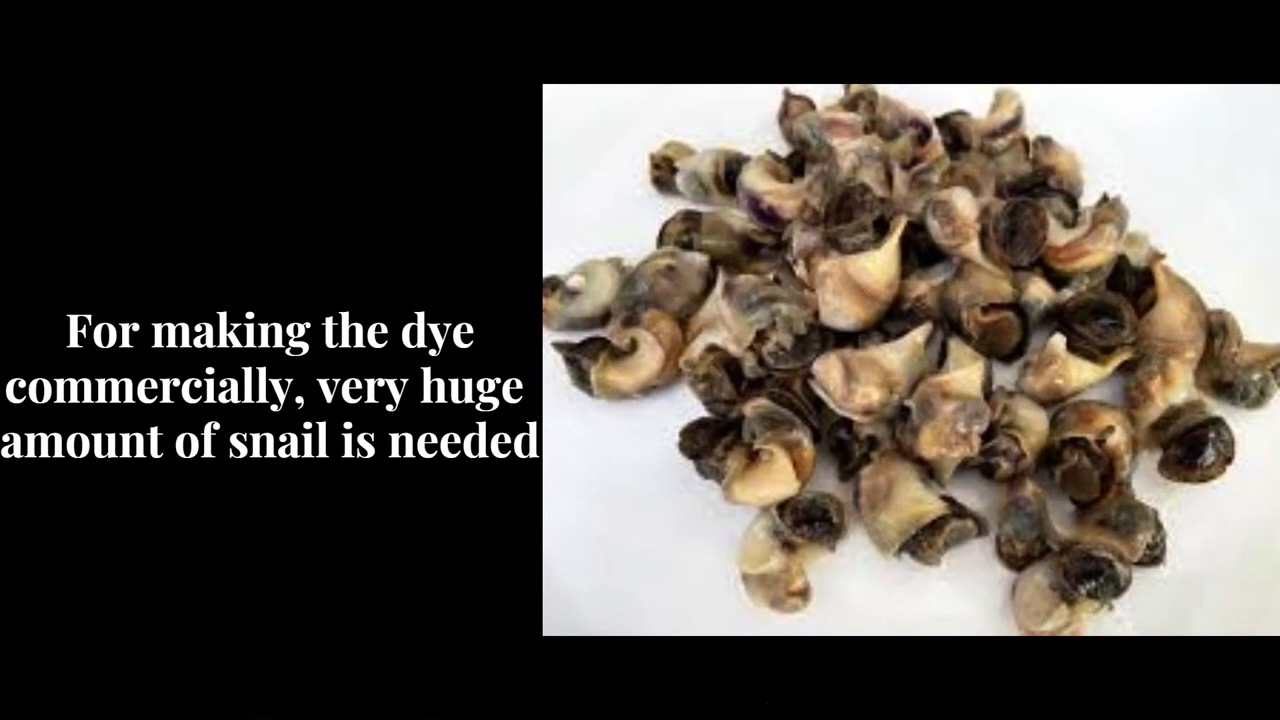 For making the dye
commercially, very huge
amount of snail is needed